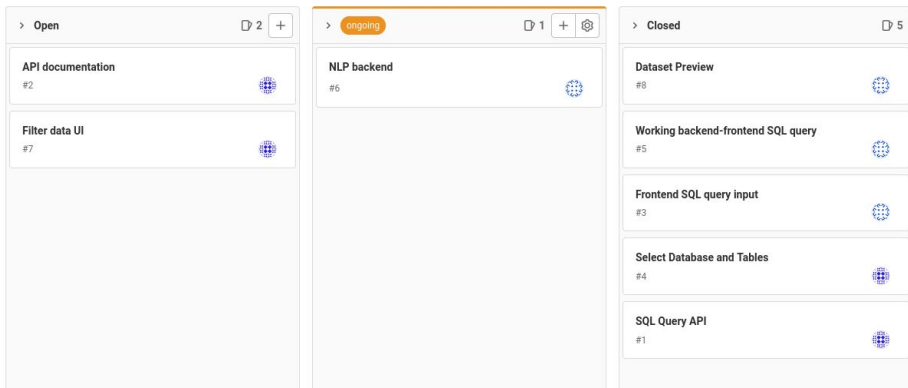 Open 2
API documentation
#2
Filter data UI
#7
ongoing 1
NLP backend
#6
Closed 5
Dataset Preview
#8
Working backend-frontend SQL query
#5
Frontend SQL query input
#3
Select Database and Tables
#4
SQL Query API
#1